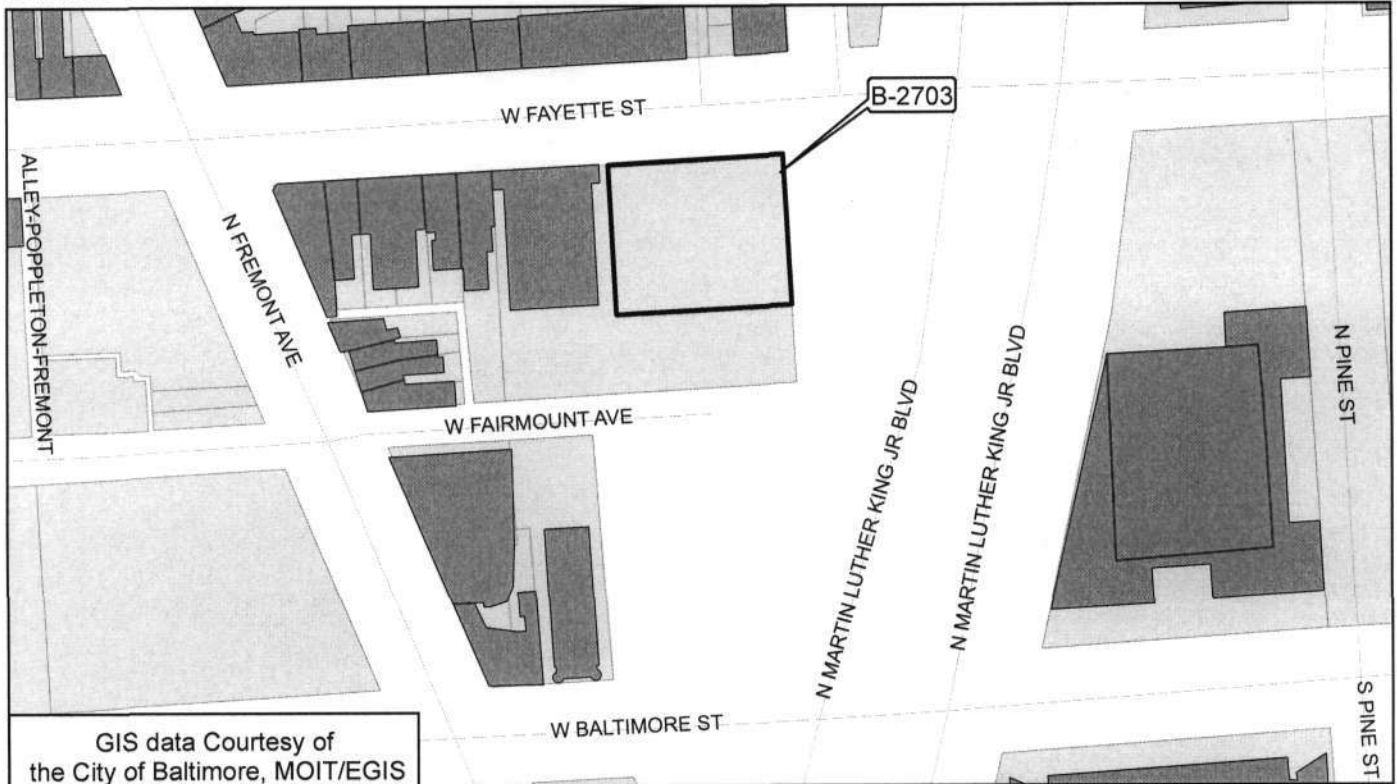 W FAYETTE ST
B-2703
ALLEY-POPPLETON-FREMONT
N FREMONT AVE
W FAIRMOUNT AVE
N MARTIN LUTHER KING JR BLVD
N MARTIN LUTHER KING JR BLVD
N PINE ST
W BALTIMORE ST
S PINE ST
GIS data Courtesy of
the City of Baltimore, MOIT/EGIS